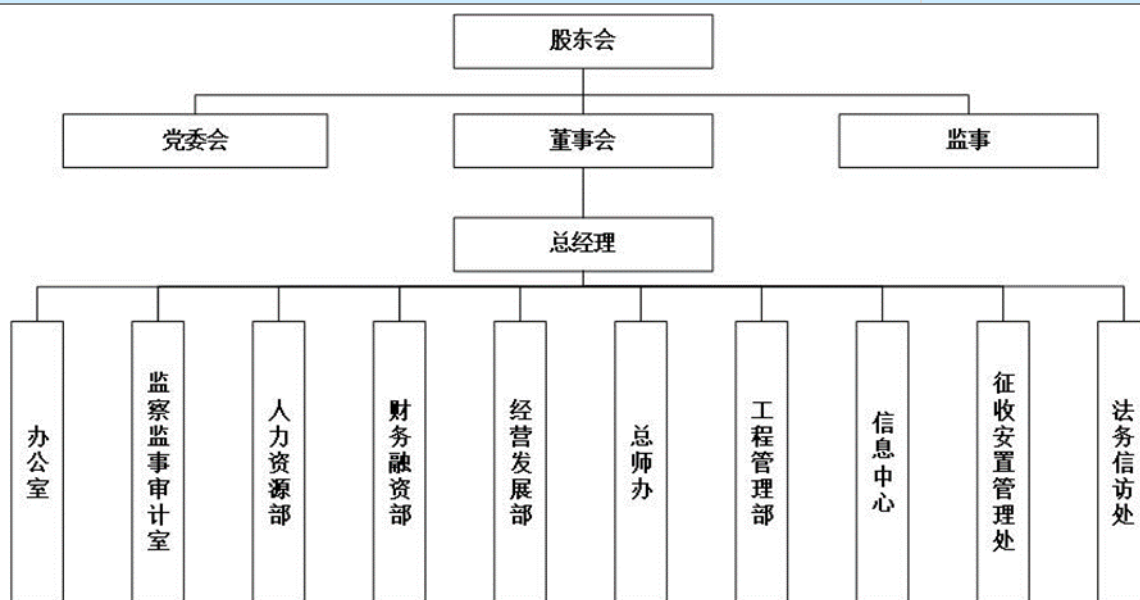 股东会
党委会
董事会
监事
总经理
办公室
监察监事审计室
人力资源部
财务融资部
经营发展部
总师办
工程管理部
信息中心
征收安置管理处
法务信访处